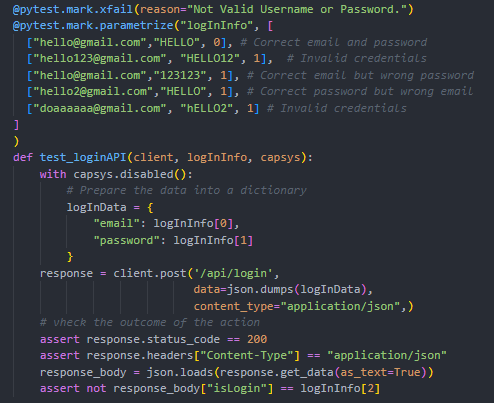 @pytest.mark.xfail(reason="Not Valid Username or Password.")
@pytest.mark.parametrize("logInInfo", [
["hello@gmail.com","HELLO", 0], # Correct email and password
["hello123@gmail.com", "HELLO12", 1],  # Invalid credentials
["hello@gmail.com","123123", 1], # Correct email but wrong password
["hello2@gmail.com","HELLO", 1], # Correct password but wrong email
["doaaaaaa@gmail.com", "hELLO2", 1] # Invalid credentials
]
)
def test_loginAPI(client, logInInfo, capsys):
with capsys.disabled():
# Prepare the data into a dictionary
logInData = {
"email": logInInfo[0],
"password": logInInfo[1]
}
response = client.post('/api/login',
data=json.dumps(logInData),
content_type="application/json",)
# vheck the outcome of the action
assert response.status_code == 200
assert response.headers["Content-Type"] == "application/json"
response_body = json.loads(response.get_data(as_text=True))
assert not response_body["isLogin"] == logInInfo[2]